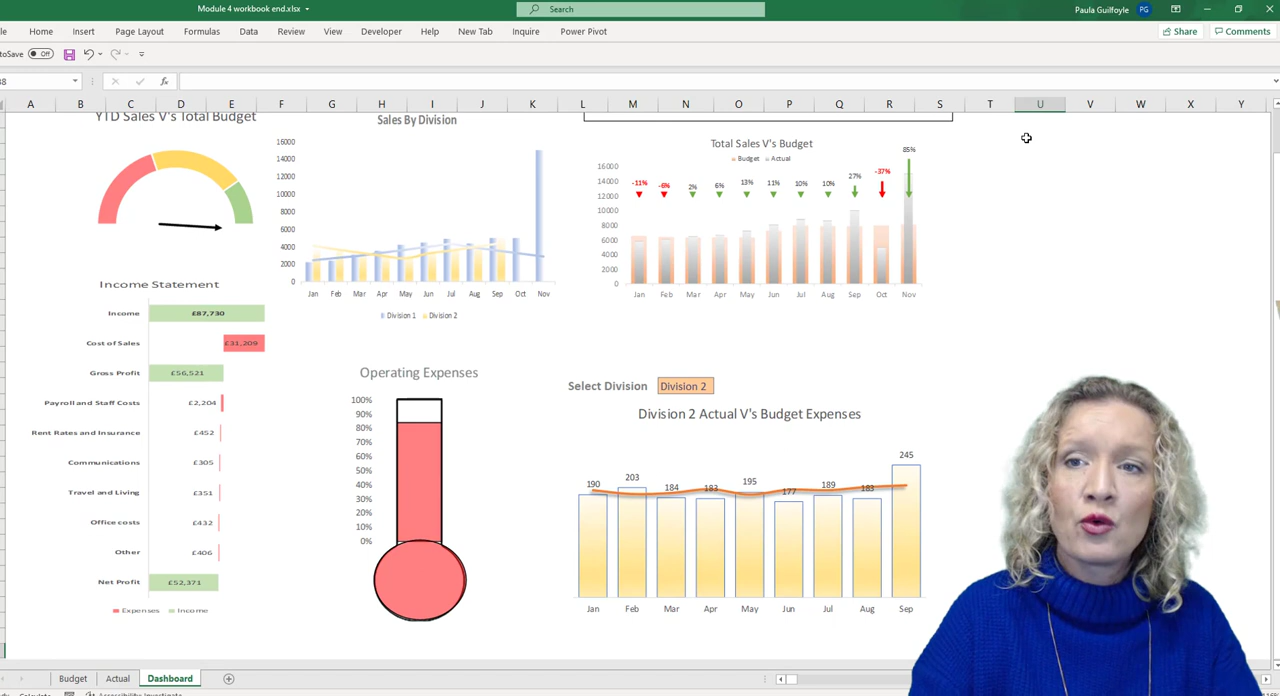 Module 4 workbook end.xlsx
Search
Paula Guilfoyle PG
Home Insert Page Layout Formulas Data Review View Developer Help New Tab Inquire Power Pivot
Share Comments
Off
fx
A B C D E F G H I J K L M N O P Q R S T U V W X Y
YTD Sales V's Total Budget
Sales By Division
16000
14000
12000
10000
8000
6000
4000
2000
0
Jan Feb Mar Apr May Jun Jul Aug Sep Oct Nov
Division 1 Division 2
Total Sales V's Budget
Budget Actual
16000
14000
12000
10000
8000
6000
4000
2000
0
-11% -6% 2% 6% 13% 11% 10% 10% 27% -37% 85%
Jan Feb Mar Apr May Jun Jul Aug Sep Oct Nov
Income Statement
Income £87,730
Cost of Sales £31,209
Gross Profit £56,521
Payroll and Staff Costs £2,204
Rent Rates and Insurance £452
Communications £305
Travel and Living £351
Office costs £432
Other £406
Net Profit £52,371
Expenses Income
Operating Expenses
100%
90%
80%
70%
60%
50%
40%
30%
20%
10%
0%
Select Division Division 2
Division 2 Actual V's Budget Expenses
190 203 184 183 195 177 189 183 245
Jan Feb Mar Apr May Jun Jul Aug Sep
Budget Actual Dashboard